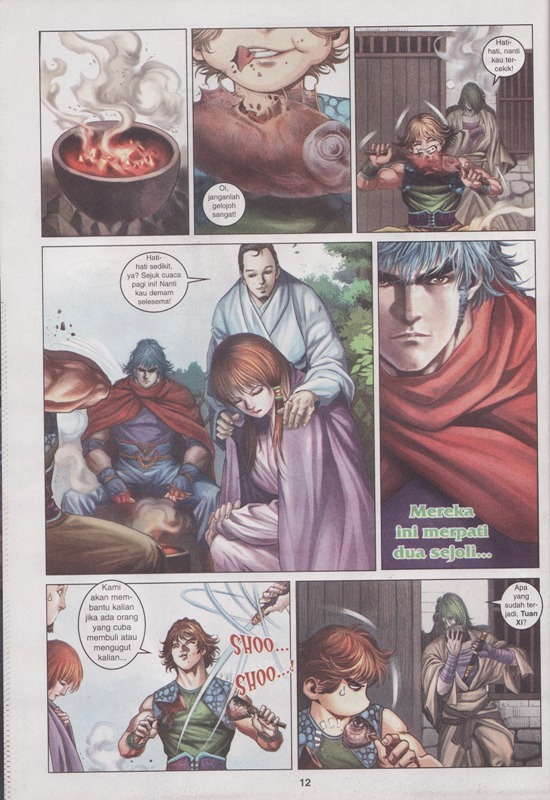 Oi,
janganlah
gelojoh
sangat!
Hati-
hati, nanti
kau ter-
cekik!
Hati-
hati sedikit,
ya? Sejuk cuaca
pagi ini! Nanti
kau demam
selesema!
Mereka
ini merpati
dua sejoli...
Kami
akan mem-
bantu kalian
jika ada orang
yang cuba
membuli atau
mengugut
kalian...
SHOO...
SHOO...!
Apa
yang
sudah ter-
jadi, Tuan
Xi?
12